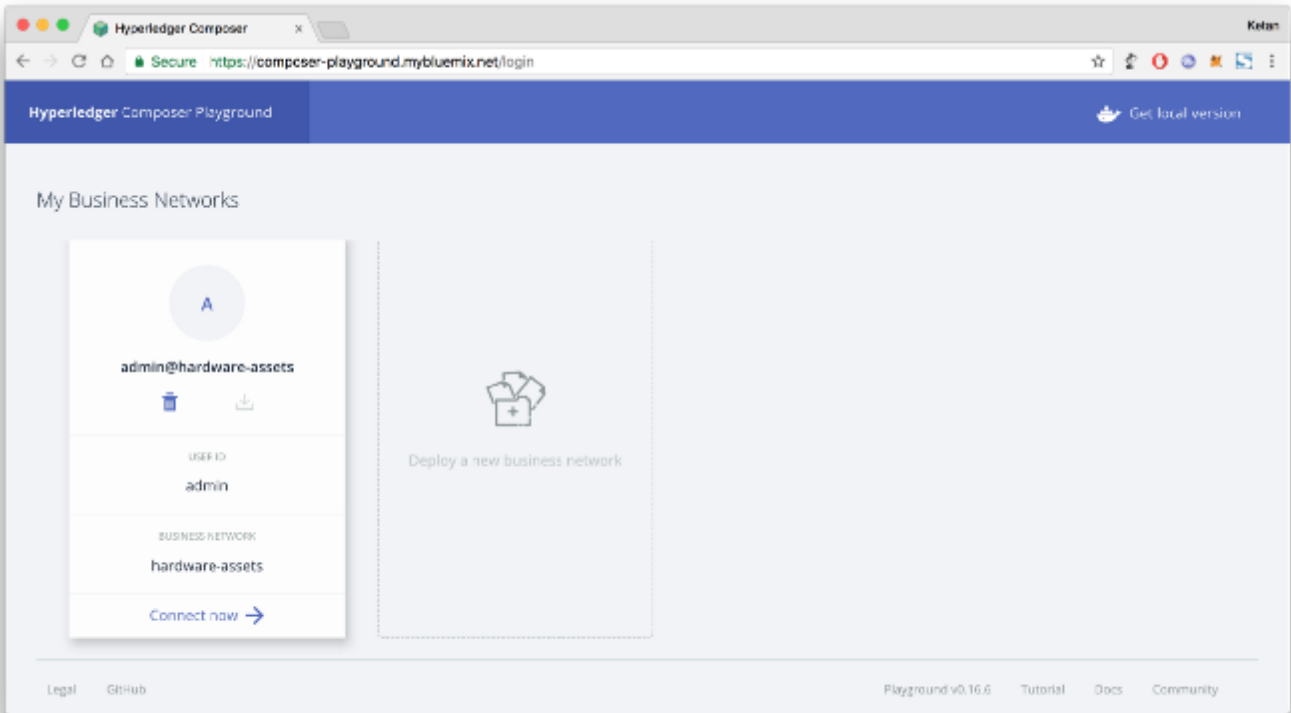 Hyperledger Composer
Ketan
Secure https://composer-playground.mybluemix.net/login
Hyperledger Composer Playground
Get local version
My Business Networks
A
admin@hardware-assets
USER ID
admin
BUSINESS NETWORK
hardware-assets
Connect now
Deploy a new business network
Legal GitHub
Playground v0.16.6 Tutorial Docs Community